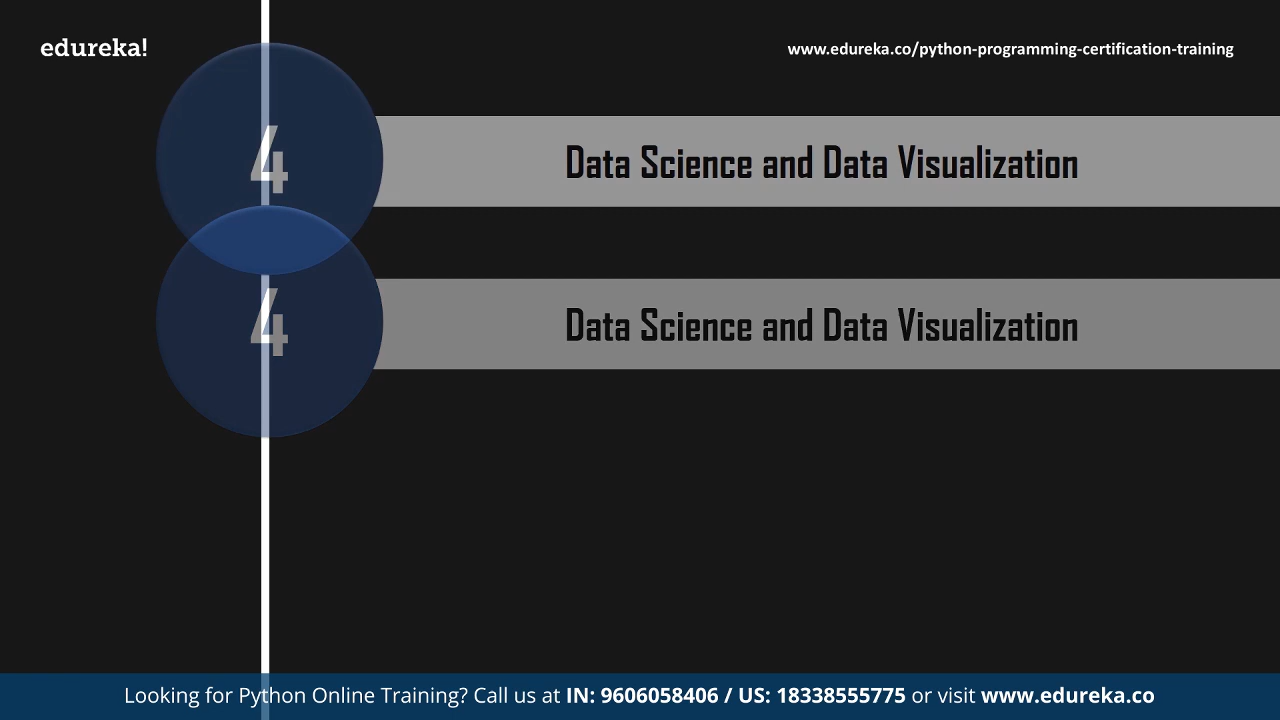 edureka!
www.edureka.co/python-programming-certification-training
4
Data Science and Data Visualization
4
Data Science and Data Visualization
Looking for Python Online Training? Call us at IN: 9606058406 / US: 18338555775 or visit www.edureka.co